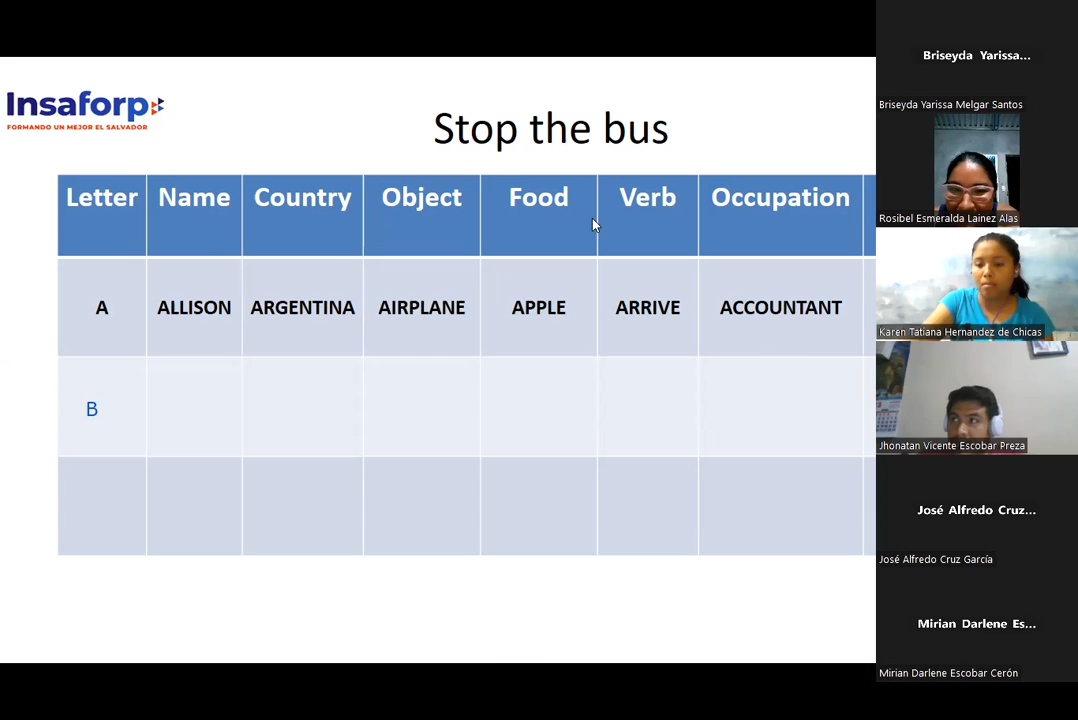 Insaforp
FORMANDO UN MEJOR EL SALVADOR
Stop the bus
Letter Name Country Object Food Verb Occupation
A ALLISON ARGENTINA AIRPLANE APPLE ARRIVE ACCOUNTANT
B
Briseyda Yarissa...
Briseyda Yarissa Melgar Santos
Rosibel Esmeralda Lainez Alas
Karen Tatiana Hernandez de Chicas
Jhonatan Vicente Escobar Preza
José Alfredo Cruz...
José Alfredo Cruz García
Mirian Darlene Es...
Mirian Darlene Escobar Cerón